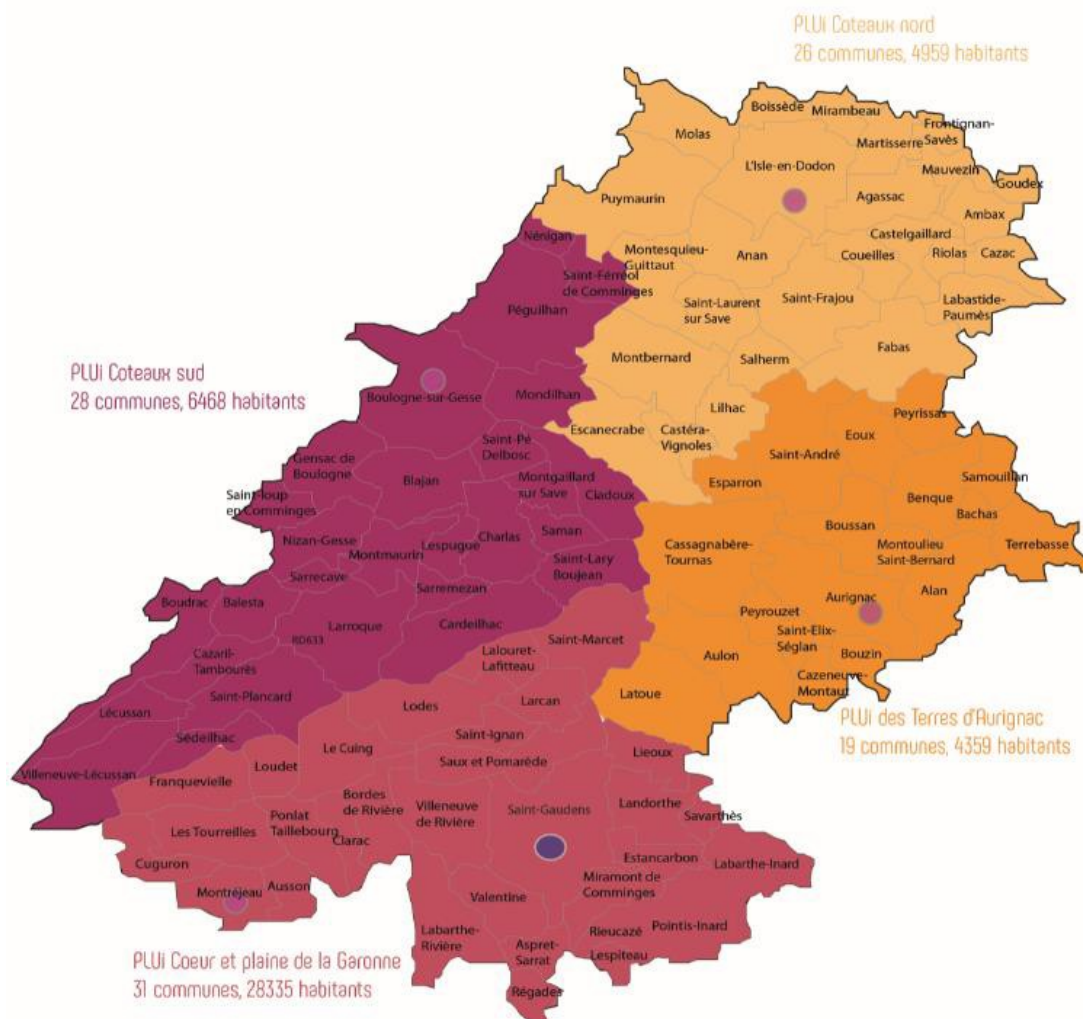 PLUi Coteaux nord
26 communes, 4959 habitants
Boissède
Mirambeau
Molas
Frontignan-
Savès
Martisserre
L'Isle-en-Dodon
Mauvezin
Goudex
Agassac
Puymaurin
Ambax
Castelgaillard
Nénigan
Montesquieu-
Guittaut
Anan
Coueilles
Riolas
Cazac
Saint-Férréol
de Comminges
Saint-Laurent
sur Save
Saint-Frajou
Labastide-
Paumès
Péguilhan
Montbernard
Salherm
Fabas
PLUi Coteaux sud
28 communes, 6468 habitants
Boulogne-sur-Gesse
Mondilhan
Lilhac
Peyrissas
Escanecrabe
Castéra-
Vignoles
Eoux
Saint-Pé
Delbosc
Saint-André
Gensac de
Boulogne
Blajan
Montgaillard
sur Save
Cladoux
Esparron
Samouillan
Benque
Saint-loup
en Comminges
Bachas
Nizan-Gesse
Montmaurin
Lespugue
Charlas
Saman
Boussan
Cassagnabère-
Tournas
Montoulieu
Saint-Bernard
Terrebasse
Saint-Lary
Boujean
Sarrecave
Sarremezan
Alan
Boudrac
Balesta
Aurignac
Peyrouzet
Larroque
Cardeilhac
RD633
Saint-Marcet
Saint-Elix-
Séglan
Bouzin
Cazaril-
Tambourès
Lalouret-
Lafitteau
Aulon
Cazeneuve-
Montaut
Saint-Plancard
Latoue
Lécussan
Lodes
Larcan
PLUi des Terres d'Aurignac
19 communes, 4359 habitants
Sédeilhac
Saint-Ignan
Le Cuing
Lieoux
Villeneuve-Lécussan
Franquevielle
Loudet
Saux et Pomarède
Bordes
de Rivière
Villeneuve
de Rivière
Saint-Gaudens
Landorthe
Savarthès
Les Tourreilles
Ponlat
Taillebourg
Clarac
Cuguron
Estancarbon
Labarthe-Inard
Miramont de
Comminges
Montréjeau
Ausson
Valentine
Labarthe-
Rivière
Rieucazé
Pointis-Inard
Aspret-
Sarrat
Lespiteau
Régades
PLUi Coeur et plaine de la Garonne
31 communes, 28335 habitants